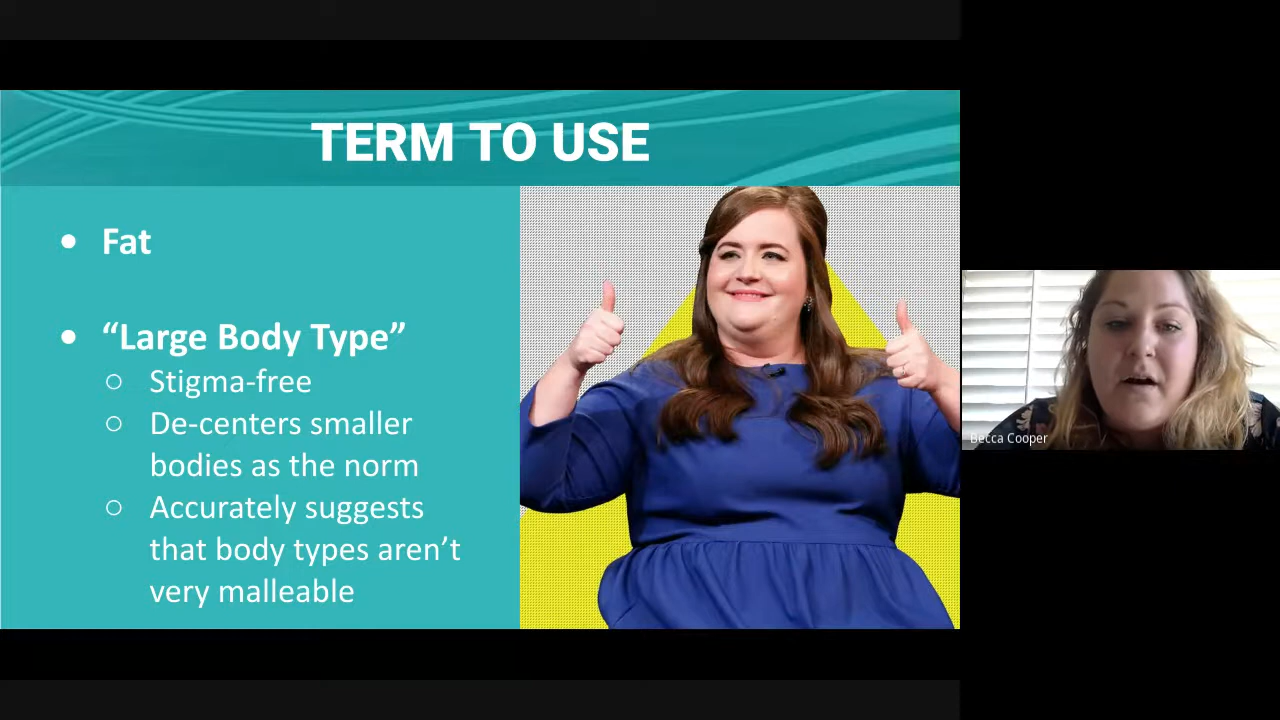 TERM TO USE
• Fat
• “Large Body Type”
○ Stigma-free
○ De-centers smaller
bodies as the norm
○ Accurately suggests
that body types aren’t
very malleable
Becca Cooper